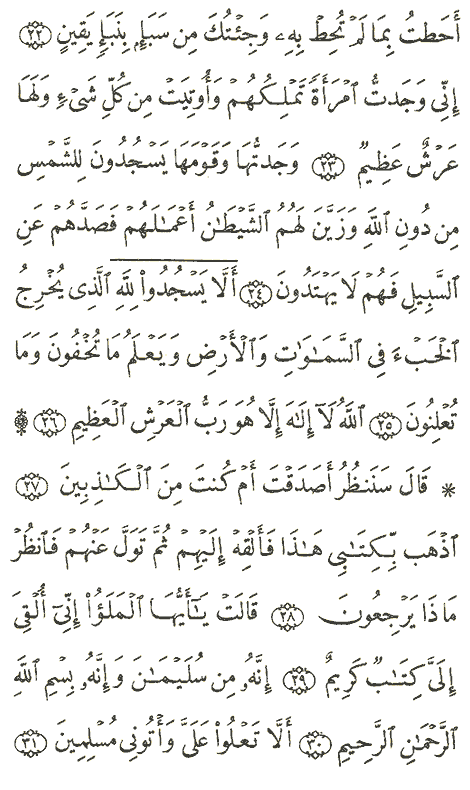 أَحَطتُ بِمَا لَمْ تُحِطْ بِهِۦ وَجِئْتُكَ مِن سَبَإٍۭ بِنَبَإٍ يَقِينٍ ٢٢
إِنِّى وَجَدتُّ ٱمْرَأَةً تَمْلِكُهُمْ وَأُوتِيَتْ مِن كُلِّ شَىْءٍ وَلَهَا
عَرْشٌ عَظِيمٌ ٢٣ وَجَدتُّهَا وَقَوْمَهَا يَسْجُدُونَ لِلشَّمْسِ
مِن دُونِ ٱللَّهِ وَزَيَّنَ لَهُمُ ٱلشَّيْطَٰنُ أَعْمَٰلَهُمْ فَصَدَّهُمْ عَنِ
ٱلسَّبِيلِ فَهُمْ لَا يَهْتَدُونَ ٢٤ أَلَّا يَسْجُدُوا۟ لِلَّهِ ٱلَّذِى يُخْرِجُ
ٱلْخَبْءَ فِى ٱلسَّمَٰوَٰتِ وَٱلْأَرْضِ وَيَعْلَمُ مَا تُخْفُونَ وَمَا
تُعْلِنُونَ ٢٥ ٱللَّهُ لَآ إِلَٰهَ إِلَّا هُوَ رَبُّ ٱلْعَرْشِ ٱلْعَظِيمِ ٢٦ ۩
* قَالَ سَنَنظُرُ أَصَدَقْتَ أَمْ كُنتَ مِنَ ٱلْكَٰذِبِينَ ٢٧
ٱذْهَب بِّكِتَٰبِى هَٰذَا فَأَلْقِهْ إِلَيْهِمْ ثُمَّ تَوَلَّ عَنْهُمْ فَٱنظُرْ
مَاذَا يَرْجِعُونَ ٢٨ قَالَتْ يَٰٓأَيُّهَا ٱلْمَلَؤُا۟ إِنِّىٓ أُلْقِىَ
إِلَىَّ كِتَٰبٌ كَرِيمٌ ٢٩ إِنَّهُۥ مِن سُلَيْمَٰنَ وَإِنَّهُۥ بِسْمِ ٱللَّهِ
ٱلرَّحْمَٰنِ ٱلرَّحِيمِ ٣٠ أَلَّا تَعْلُوا۟ عَلَىَّ وَأْتُونِى مُسْلِمِينَ ٣١